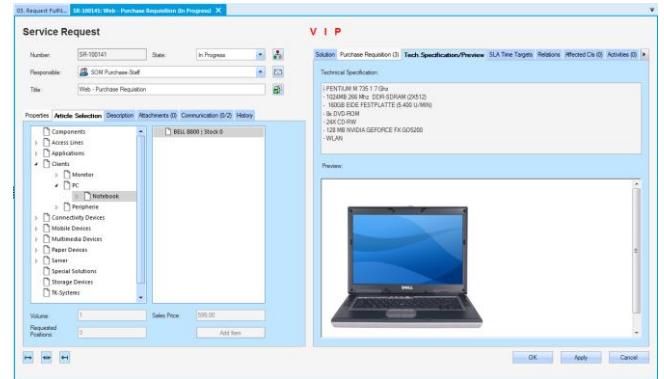 05. Request Fulfil... SR-100141: Web - Purchase Requisition (In Progress) X
Service Request
V I P
Number: SR-100141 State: In Progress
Responsible: SOM Purchase-Staff
Title: Web - Purchase Requisition
Properties Article Selection Description Attachments (0) Communication (0/2) History
Components
Access Lines
Applications
Clients
Monitor
PC
Notebook
Peripherie
Connectivity Devices
Mobile Devices
Multimedia Devices
Paper Devices
Server
Special Solutions
Storage Devices
TK-Systems
BELL 8800 | Stock 0
Volume: 1 Sales Price: 599,00
Requested
Positions: 3 Add Item
Solution Purchase Requisition (3) Tech. Specification/Preview SLA Time Targets Relations Affected CIs (0) Activities (0)
Technical Specification:
- PENTIUM M 735 1.7 Ghz
- 1024MB 266 Mhz DDR-SDRAM (2X512)
- 160GB EIDE FESTPLATTE (5.400 U/MIN)
- 8x DVD-ROM
- 24X CD-RW
- 128 MB NVIDIA GEFORCE FX GO5200
- WLAN
Preview:
DELL
OK Apply Cancel